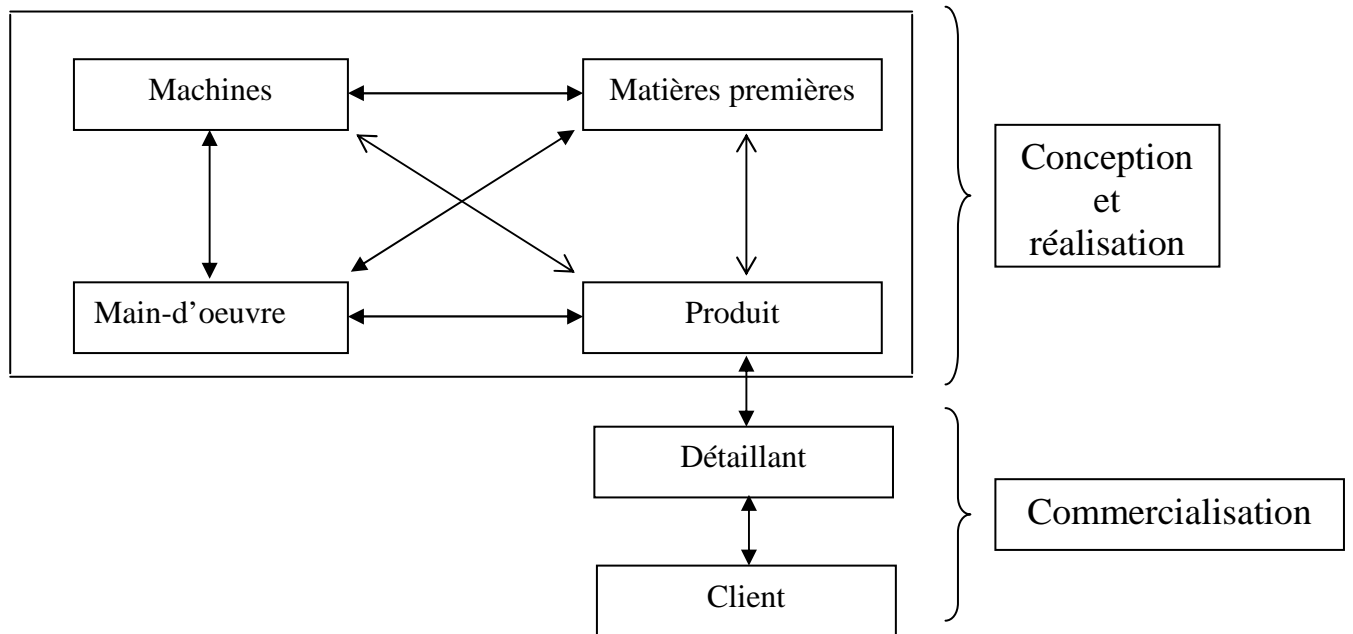 Machines
Matières premières
Conception
et
réalisation
Main-d'oeuvre
Produit
Détaillant
Commercialisation
Client